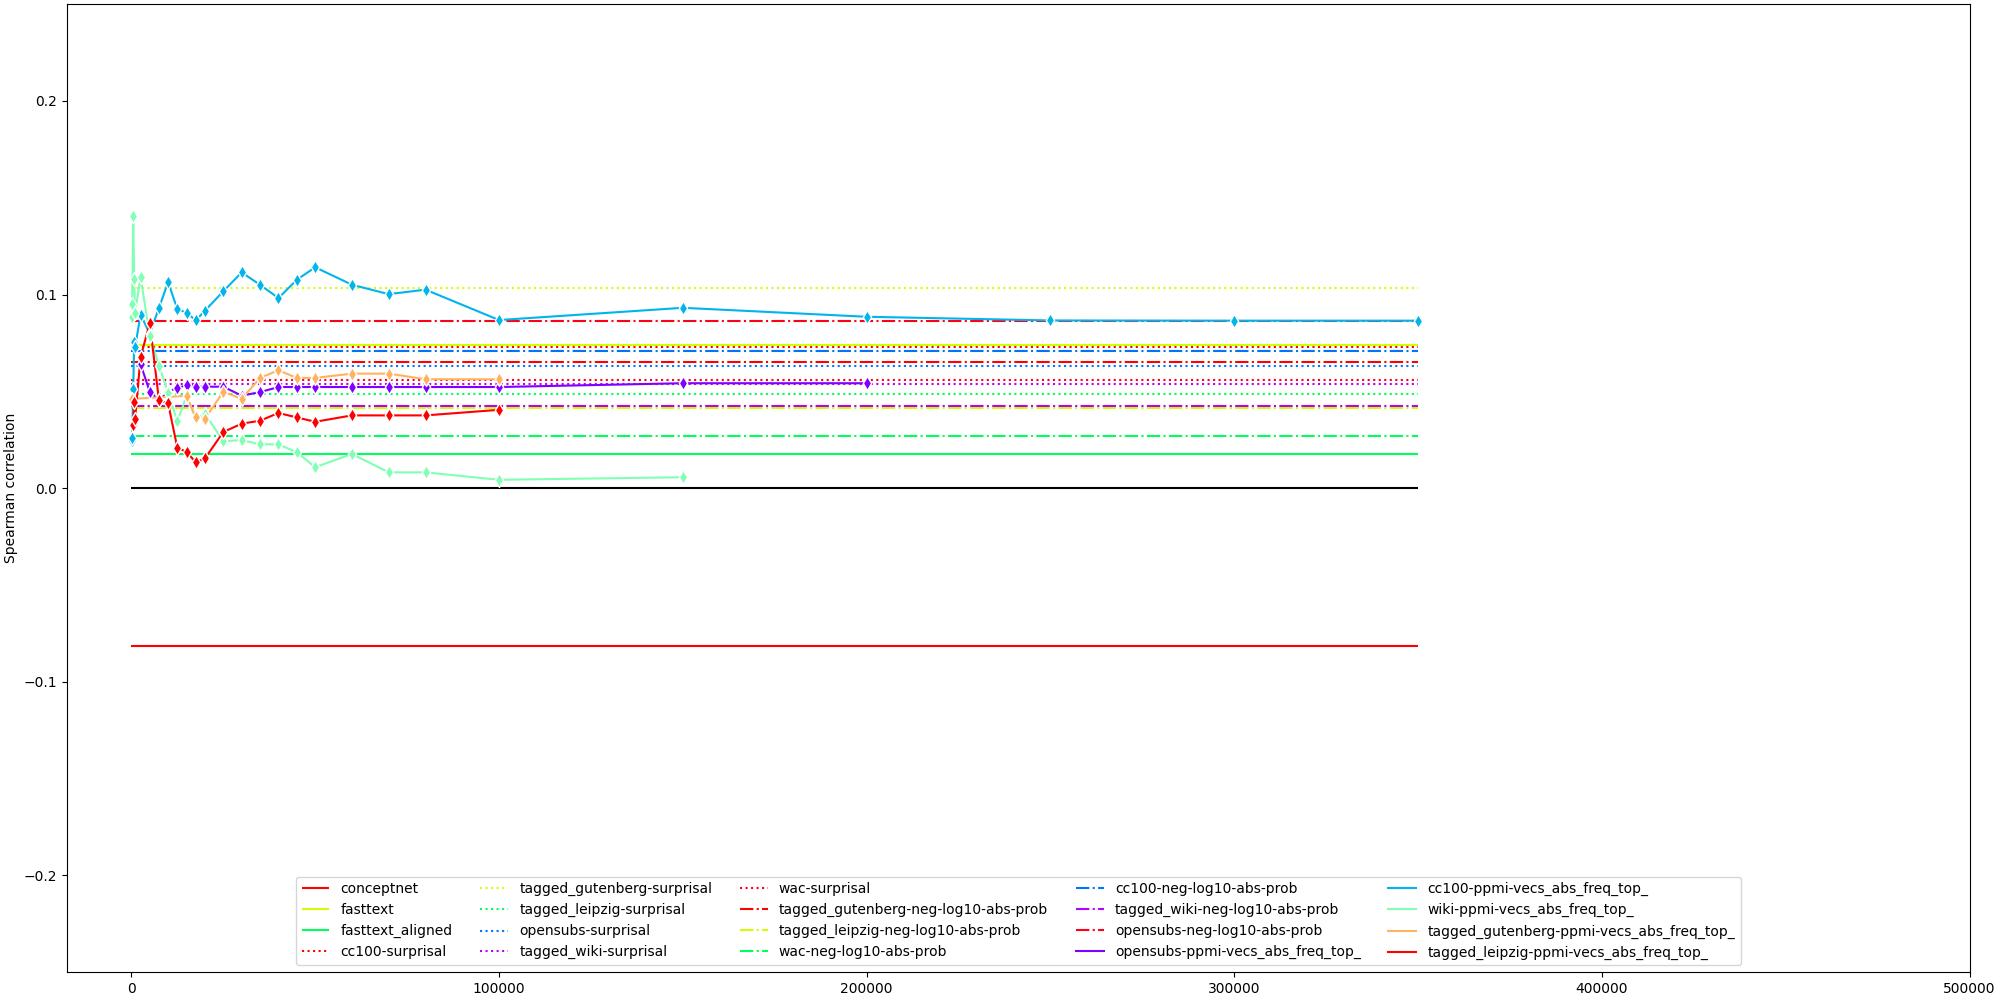 0.2
0.1
0.0
−0.1
−0.2
Spearman correlation
conceptnet
fasttext
fasttext_aligned
cc100-surprisal
tagged_gutenberg-surprisal
tagged_leipzig-surprisal
opensubs-surprisal
tagged_wiki-surprisal
wac-surprisal
tagged_gutenberg-neg-log10-abs-prob
tagged_leipzig-neg-log10-abs-prob
wac-neg-log10-abs-prob
cc100-neg-log10-abs-prob
tagged_wiki-neg-log10-abs-prob
opensubs-neg-log10-abs-prob
opensubs-ppmi-vecs_abs_freq_top_
cc100-ppmi-vecs_abs_freq_top_
wiki-ppmi-vecs_abs_freq_top_
tagged_gutenberg-ppmi-vecs_abs_freq_top_
tagged_leipzig-ppmi-vecs_abs_freq_top_
0 100000 200000 300000 400000 500000